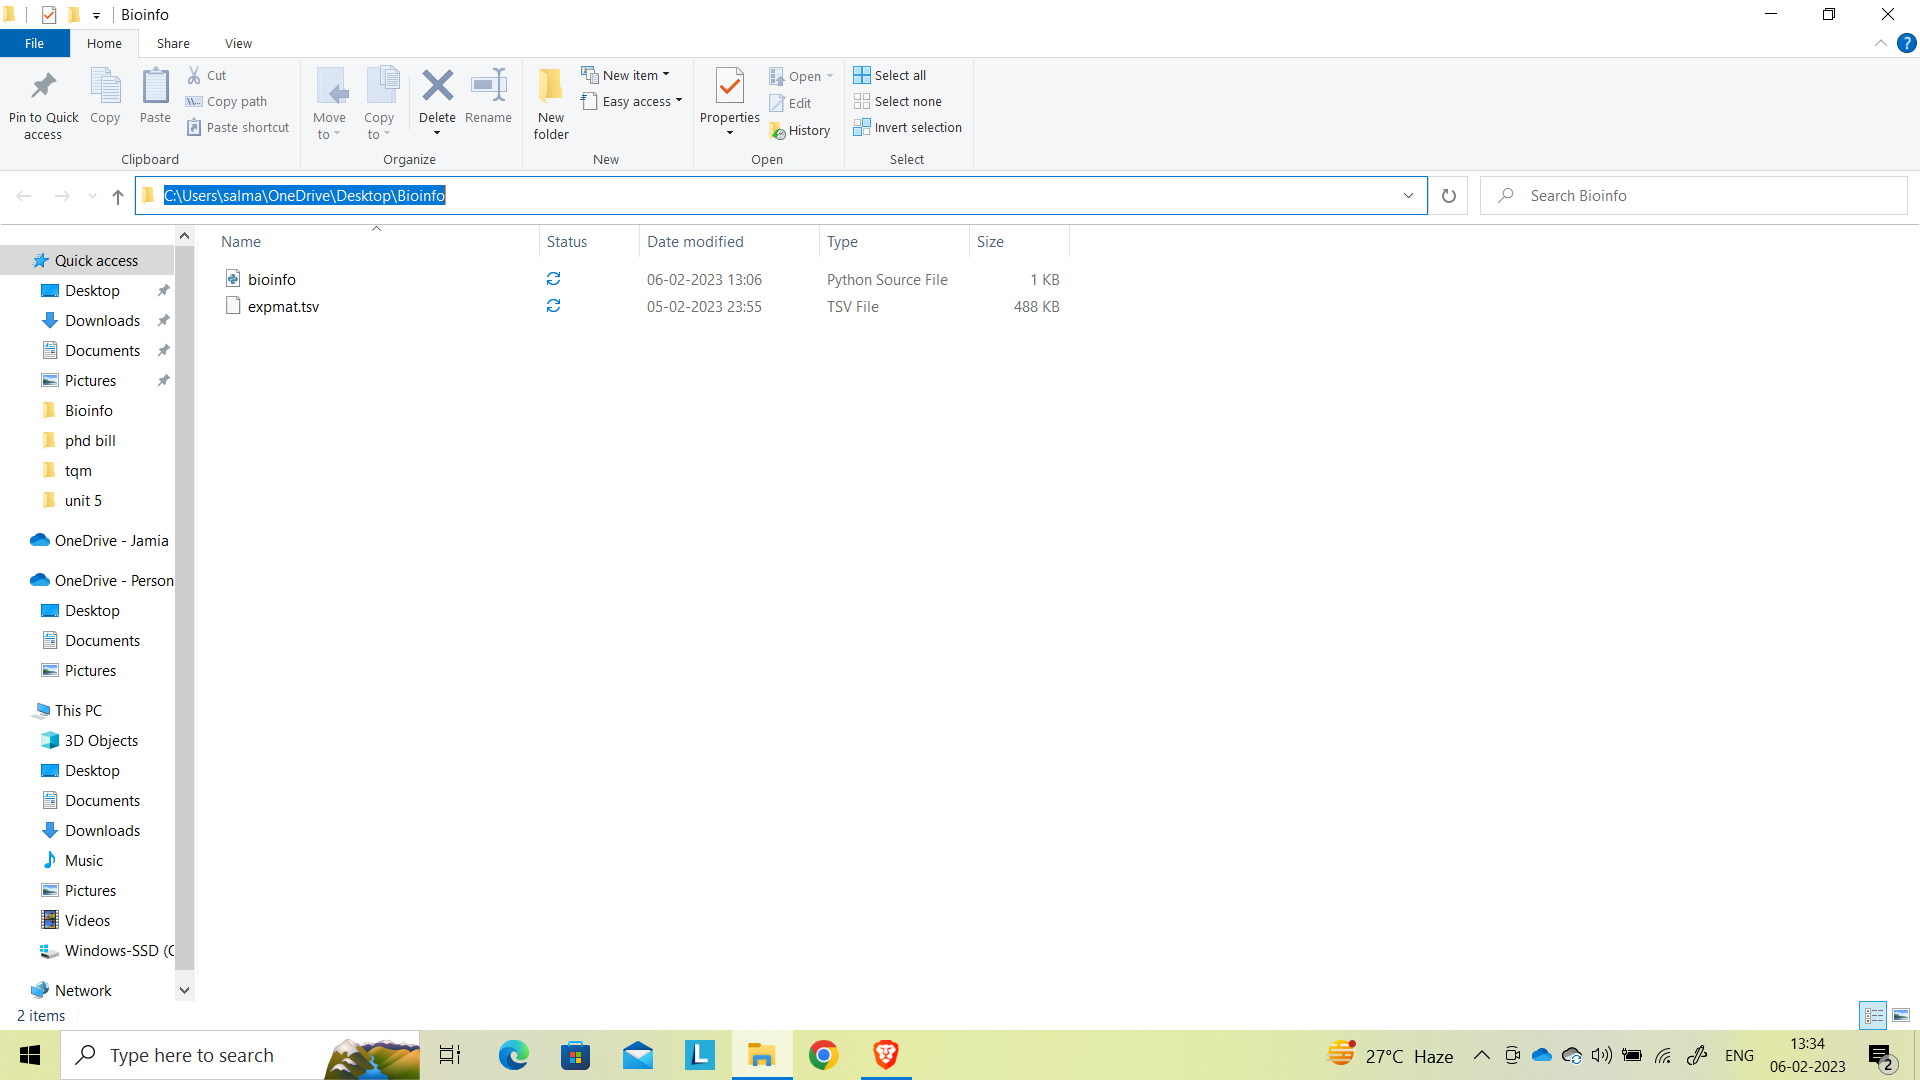 Bioinfo
File Home Share View
Pin to Quick access
Copy
Paste
Cut
Copy path
Paste shortcut
Clipboard
Move to
Copy to
Delete
Rename
Organize
New folder
New item
Easy access
New
Properties
Open
Edit
History
Open
Select all
Select none
Invert selection
Select
C:\Users\salma\OneDrive\Desktop\Bioinfo
Search Bioinfo
Name Status Date modified Type Size
bioinfo 06-02-2023 13:06 Python Source File 1 KB
expmat.tsv 05-02-2023 23:55 TSV File 488 KB
Quick access
Desktop
Downloads
Documents
Pictures
Bioinfo
phd bill
tqm
unit 5
OneDrive - Jamia
OneDrive - Person
Desktop
Documents
Pictures
This PC
3D Objects
Desktop
Documents
Downloads
Music
Pictures
Videos
Windows-SSD (C
Network
2 items
Type here to search
L
27°C Haze
ENG
13:34
06-02-2023
2